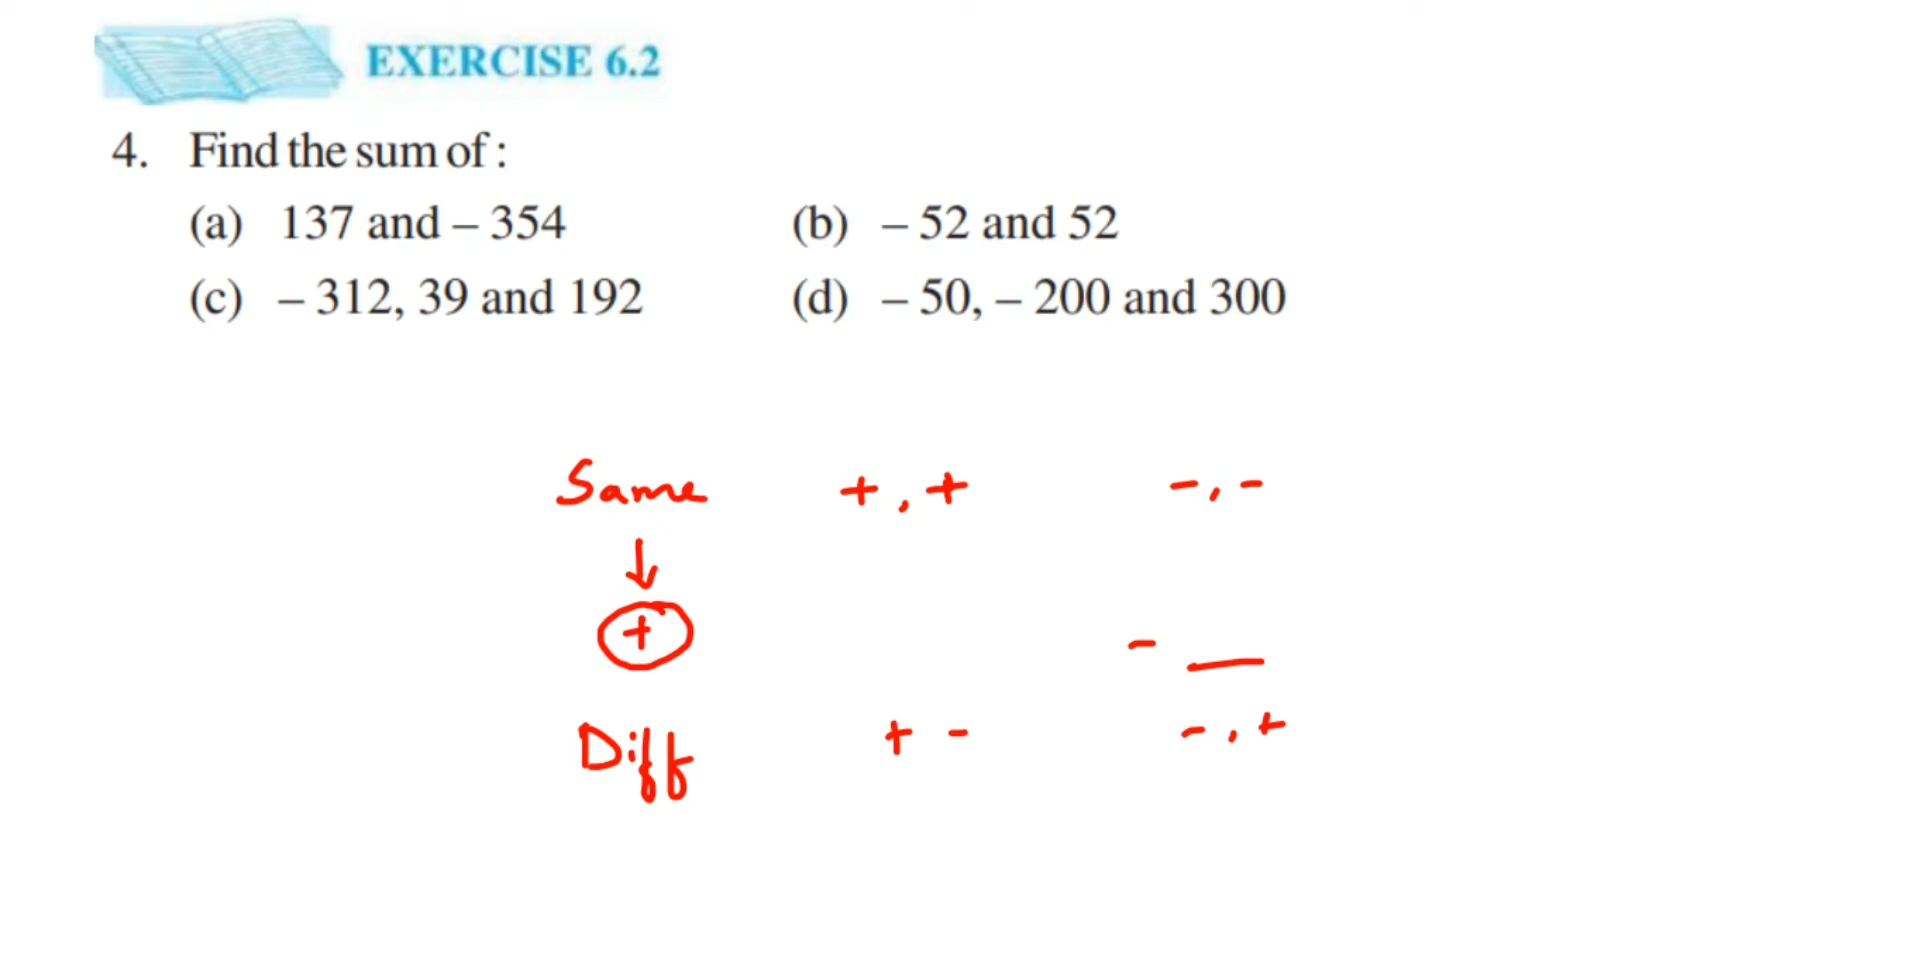 EXERCISE 6.2
4. Find the sum of :
(a) 137 and – 354 (b) – 52 and 52
(c) – 312, 39 and 192 (d) – 50, – 200 and 300
Same +, + -, -
↓
+
- __
Diff + - -, +